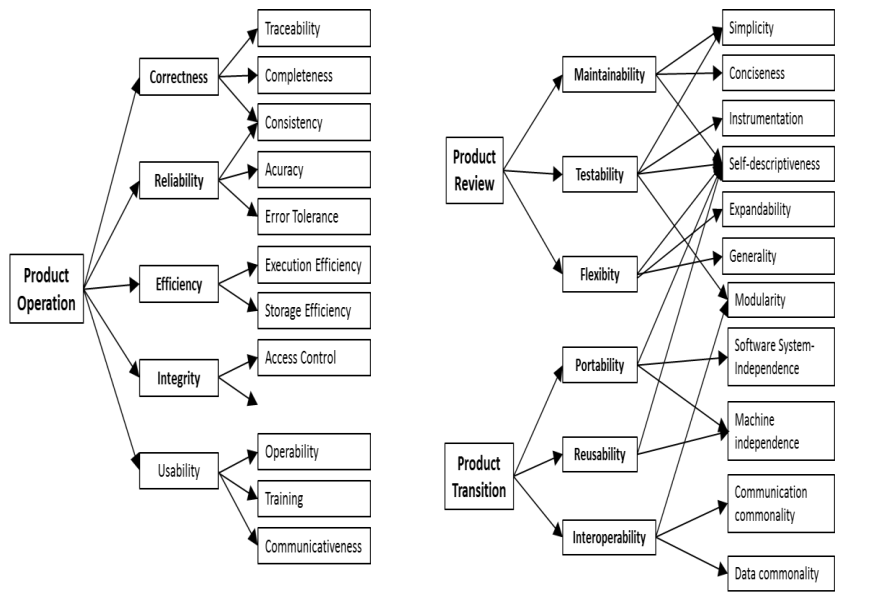 Product
Operation
Correctness
Reliability
Efficiency
Integrity
Usability
Traceability
Completeness
Consistency
Acuracy
Error Tolerance
Execution Efficiency
Storage Efficiency
Access Control
Operability
Training
Communicativeness
Product
Review
Product
Transition
Maintainability
Testability
Flexibity
Portability
Reusability
Interoperability
Simplicity
Conciseness
Instrumentation
Self-descriptiveness
Expandability
Generality
Modularity
Software System-
Independence
Machine
independence
Communication
commonality
Data commonality